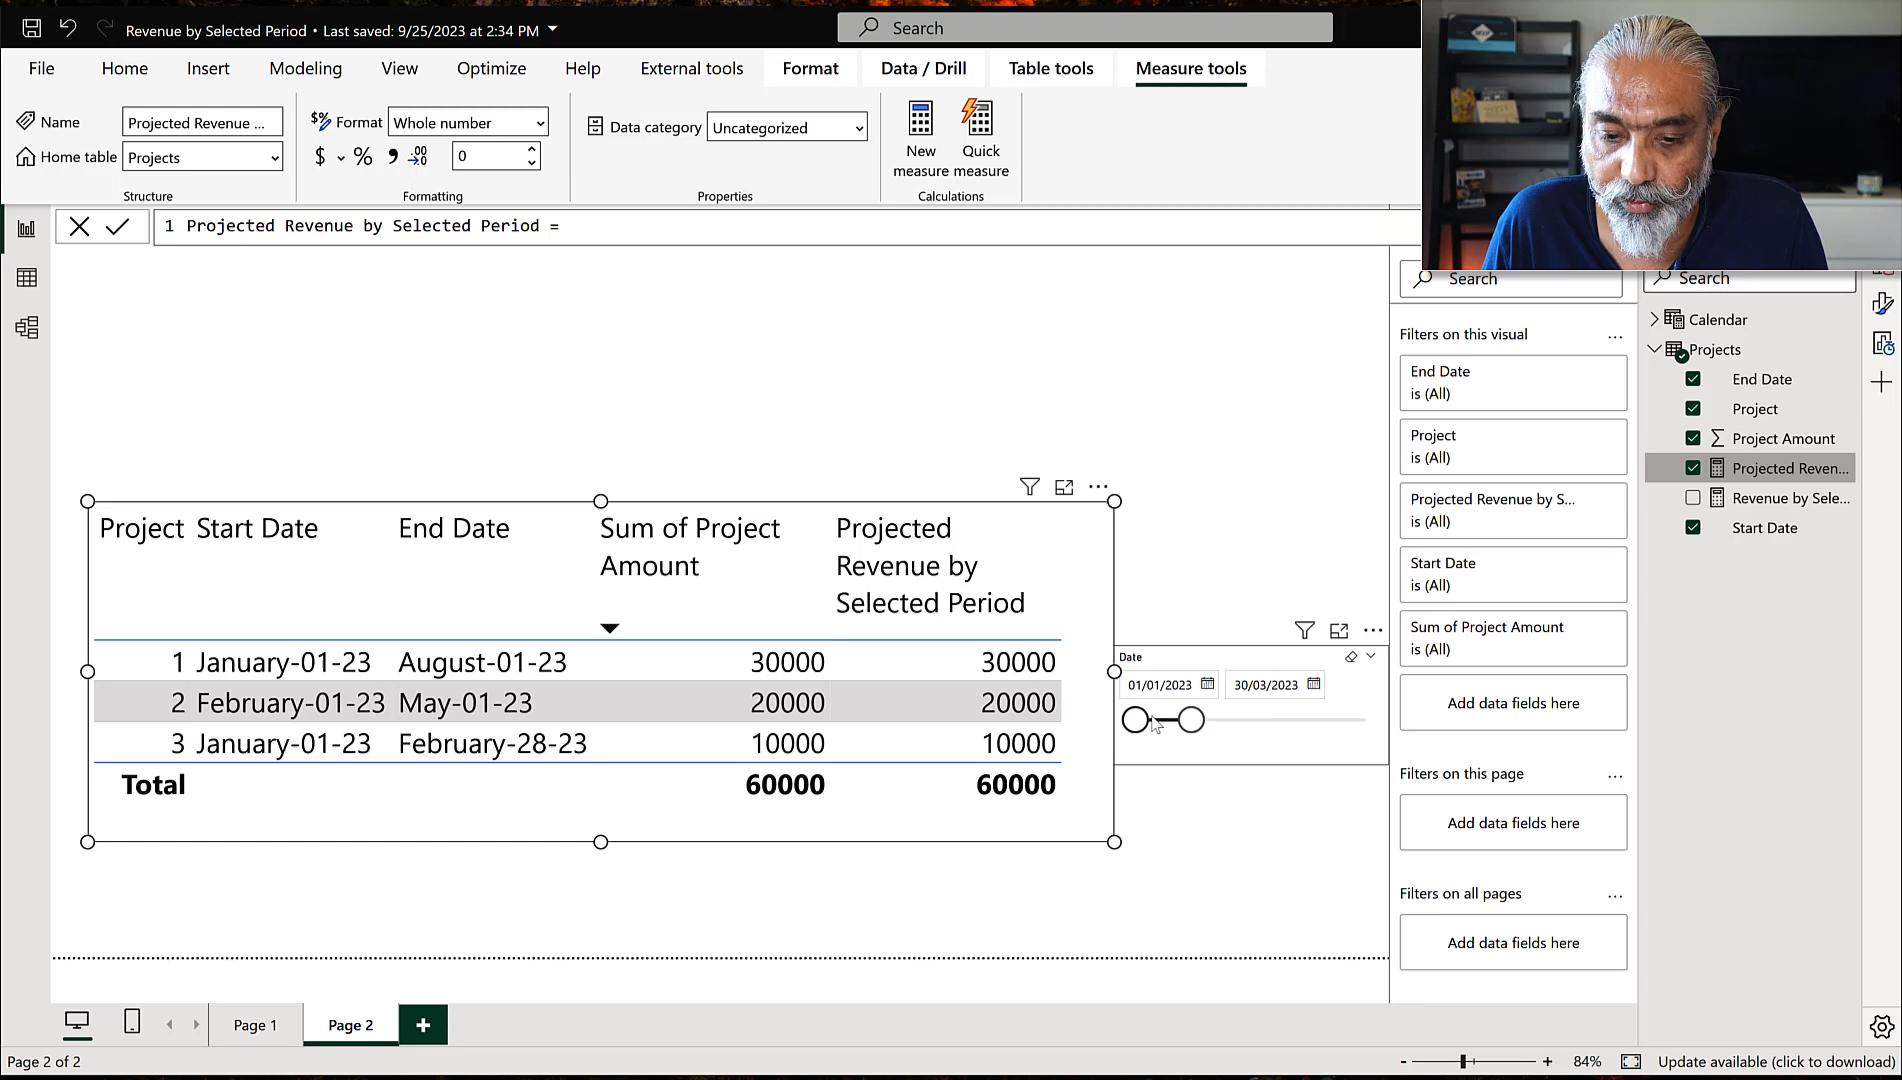 Revenue by Selected Period • Last saved: 9/25/2023 at 2:34 PM
Search
File Home Insert Modeling View Optimize Help External tools Format Data / Drill Table tools Measure tools
Name Projected Revenue ...
Home table Projects
Structure
Format Whole number
$ % , .00 →.0 0
Formatting
Data category Uncategorized
Properties
New measure
Quick measure
Calculations
1 Projected Revenue by Selected Period =
Project Start Date End Date Sum of Project Amount Projected Revenue by Selected Period
1 January-01-23 August-01-23 30000 30000
2 February-01-23 May-01-23 20000 20000
3 January-01-23 February-28-23 10000 10000
Total 60000 60000
Date
01/01/2023 30/03/2023
Search
Filters on this visual ...
End Date
is (All)
Project
is (All)
Projected Revenue by S...
is (All)
Start Date
is (All)
Sum of Project Amount
is (All)
Add data fields here
Filters on this page ...
Add data fields here
Filters on all pages ...
Add data fields here
Search
Calendar
Projects
End Date
Project
Σ Project Amount
Projected Reven...
Revenue by Sele...
Start Date
Page 1 Page 2 +
Page 2 of 2
- + 84% Update available (click to download)